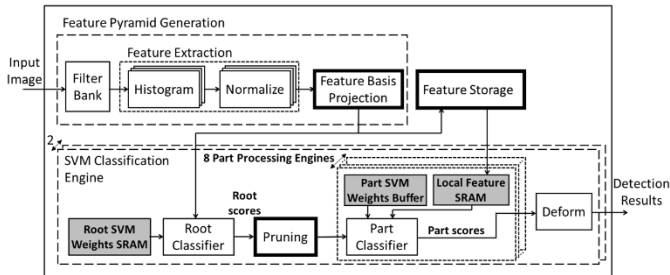 Feature Pyramid Generation
Input
Image
Feature Extraction
Filter
Bank
Histogram
Normalize
Feature Basis
Projection
Feature Storage
2
SVM Classification
Engine
8 Part Processing Engines
Part SVM
Weights Buffer
Local Feature
SRAM
Root
scores
Root SVM
Weights SRAM
Root
Classifier
Pruning
Part
Classifier
Part scores
Deform
Detection
Results